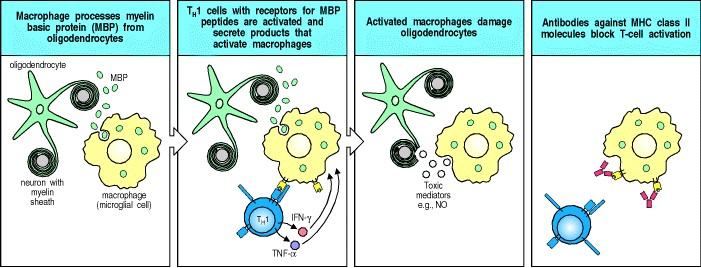 Macrophage processes myelin
basic protein (MBP) from
oligodendrocytes
oligodendrocyte
MBP
neuron with
myelin
sheath
macrophage
(microglial cell)
TH1 cells with receptors for MBP
peptides are activated and
secrete products that
activate macrophages
TH1
IFN-γ
TNF-α
Activated macrophages damage
oligodendrocytes
Toxic
mediators
e.g., NO
Antibodies against MHC class II
molecules block T-cell activation